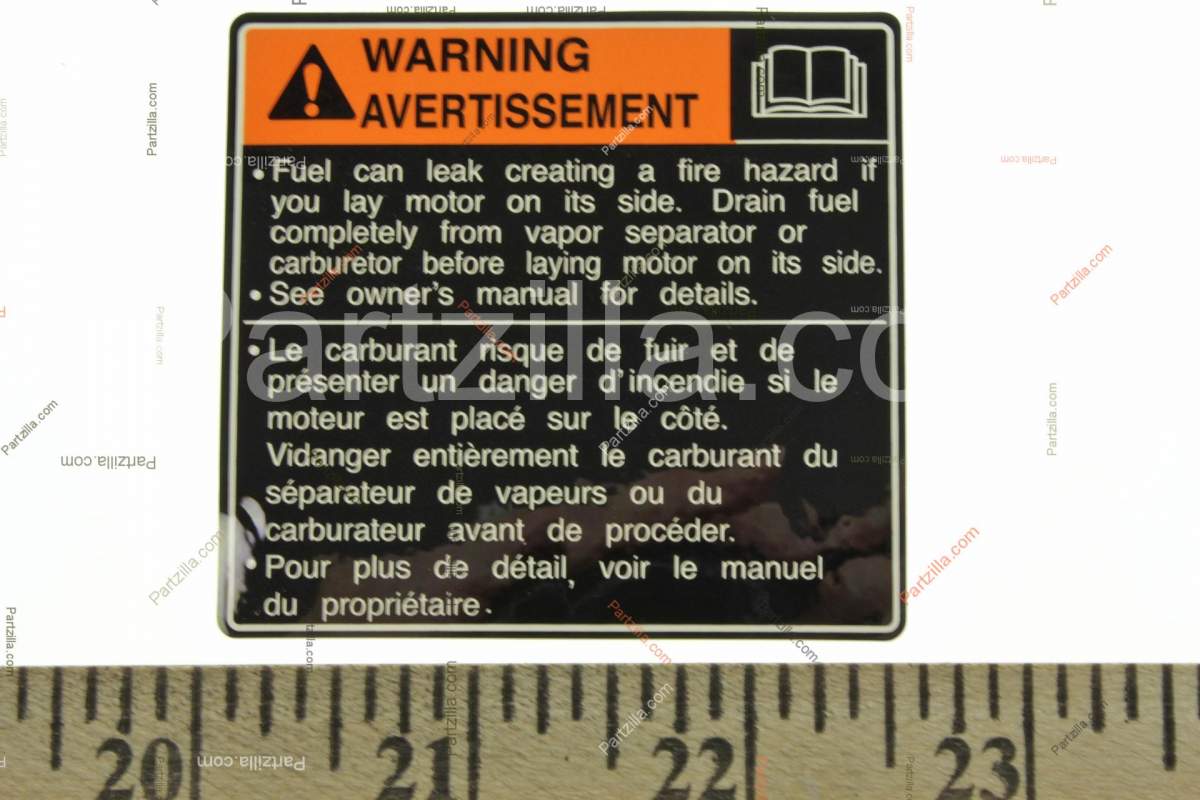 WARNING
AVERTISSEMENT
•Fuel can leak creating a fire hazard if
you lay motor on its side. Drain fuel
completely from vapor separator or
carburetor before laying motor on its side.
•See owner's manual for details.
•Le carburant risque de fuir et de
présenter un danger d'incendie si le
moteur est placé sur le côté.
Vidanger entièrement le carburant du
séparateur de vapeurs ou du
carburateur avant de procéder.
•Pour plus de détail, voir le manuel
du propriétaire.
Partzilla.co
Partzilla.com
20 21 22 23